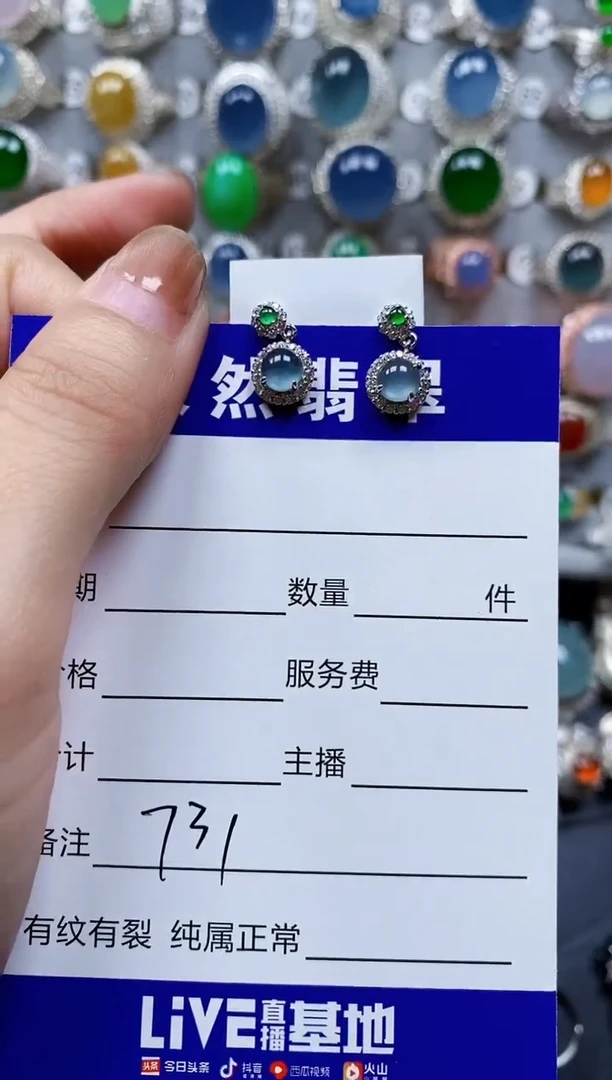 然翡翠
期 数量 件
格 服务费
计 主播
备注 731
有纹有裂 纯属正常
LiVE直播基地
头条 今日头条 抖音 西瓜视频 火山